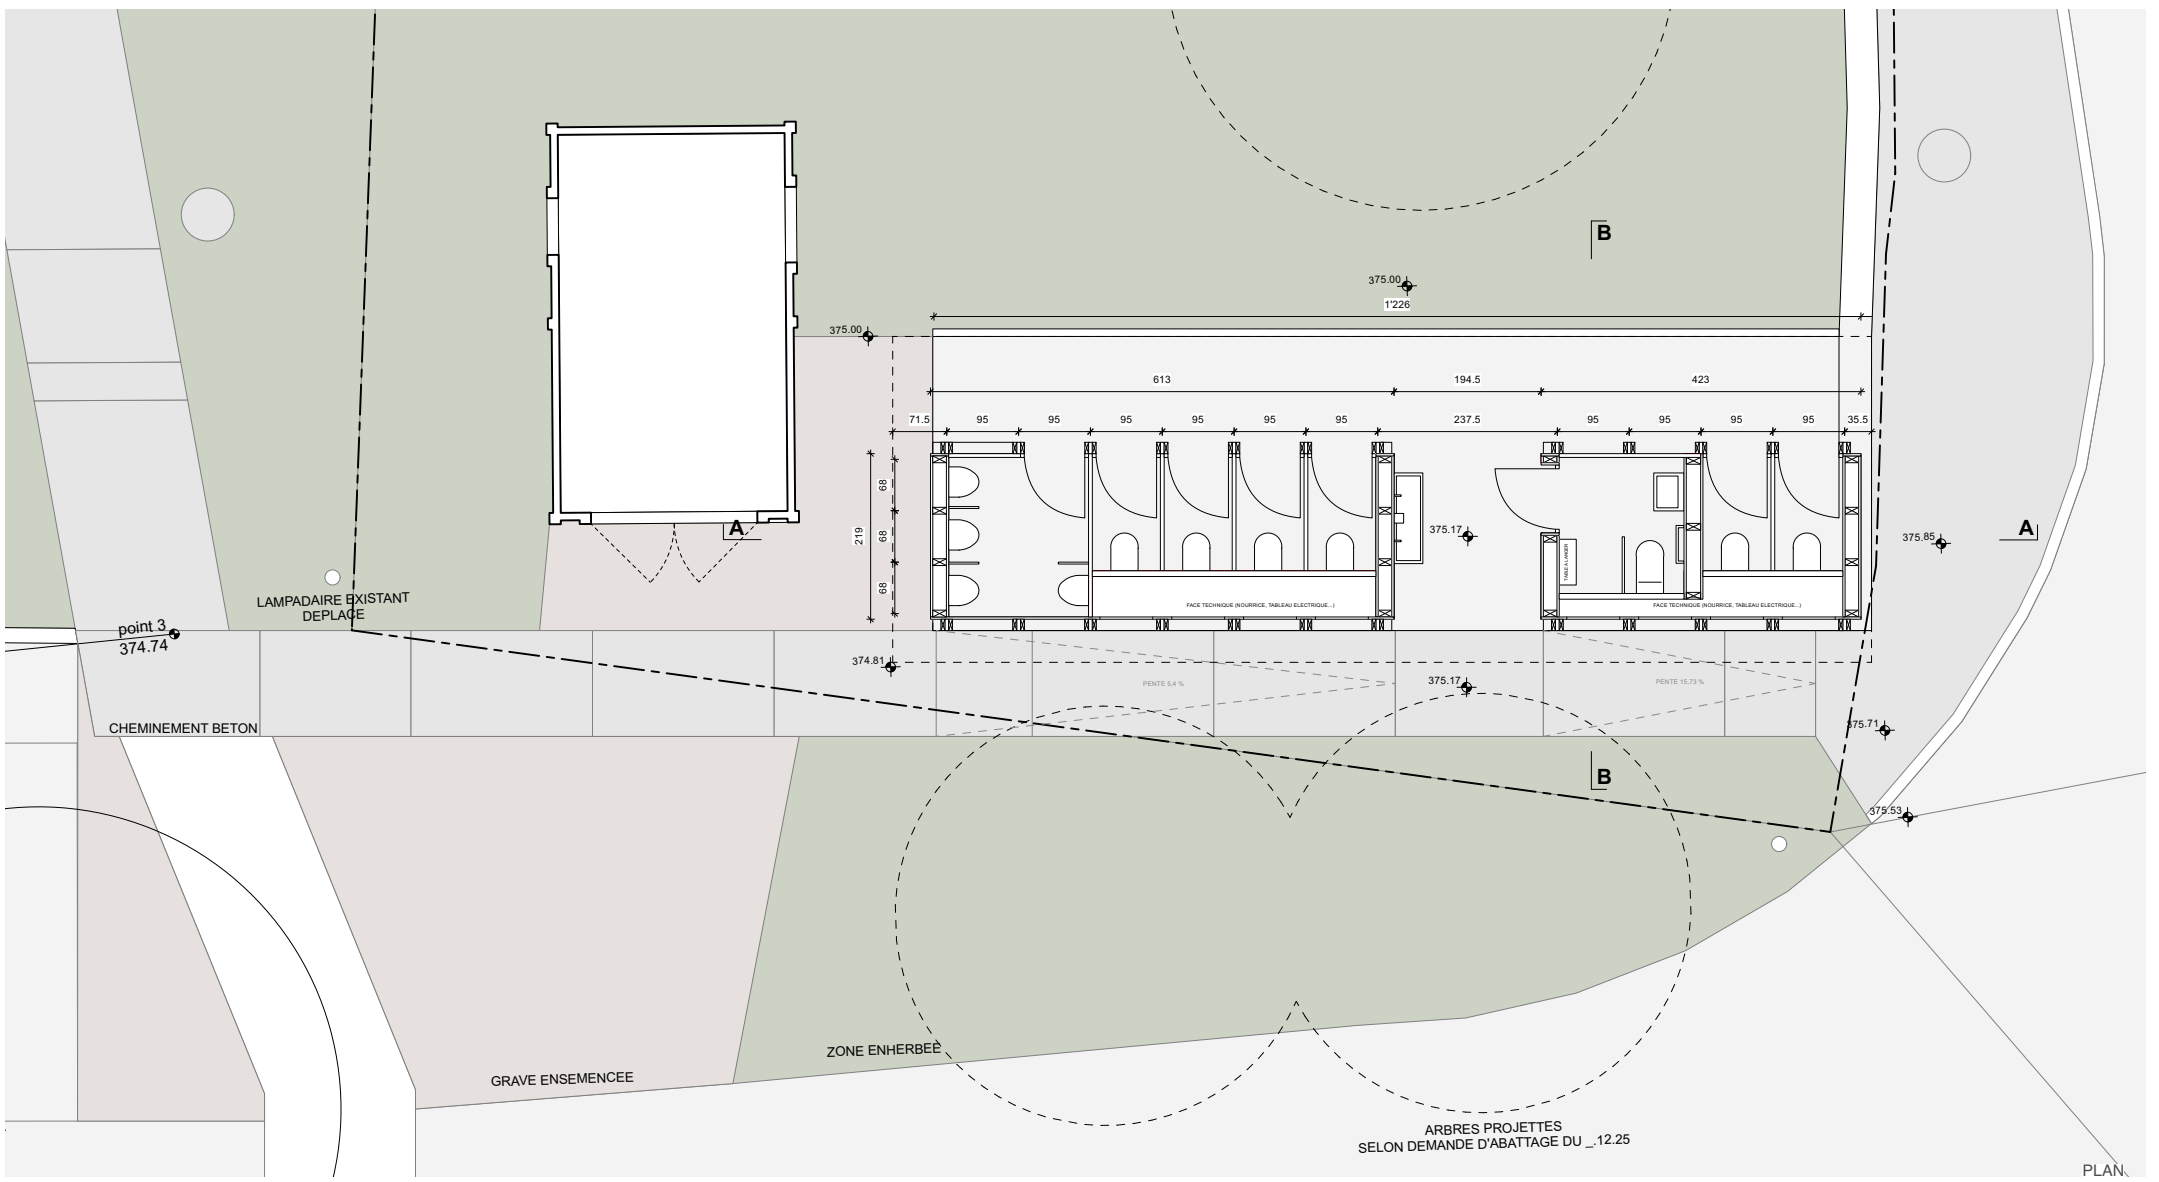 B
375.00
1'226
375.00
613
194.5
423
71.5
95
95
95
95
95
95
237.5
95
95
95
95
35.5
68
68
68
219
A
375.17
375.85
A
TABLE A LANGER
FACE TECHNIQUE (NOURRICE, TABLEAU ELECTRIQUE...)
FACE TECHNIQUE (NOURRICE, TABLEAU ELECTRIQUE...)
LAMPADAIRE EXISTANT
DEPLACE
point 3
374.74
374.81
PENTE 5.4 %
375.17
PENTE 15,73 %
375.71
CHEMINEMENT BETON
B
375.53
ZONE ENHERBEE
GRAVE ENSEMENCEE
ARBRES PROJETTES
SELON DEMANDE D'ABATTAGE DU _.12.25
PLAN